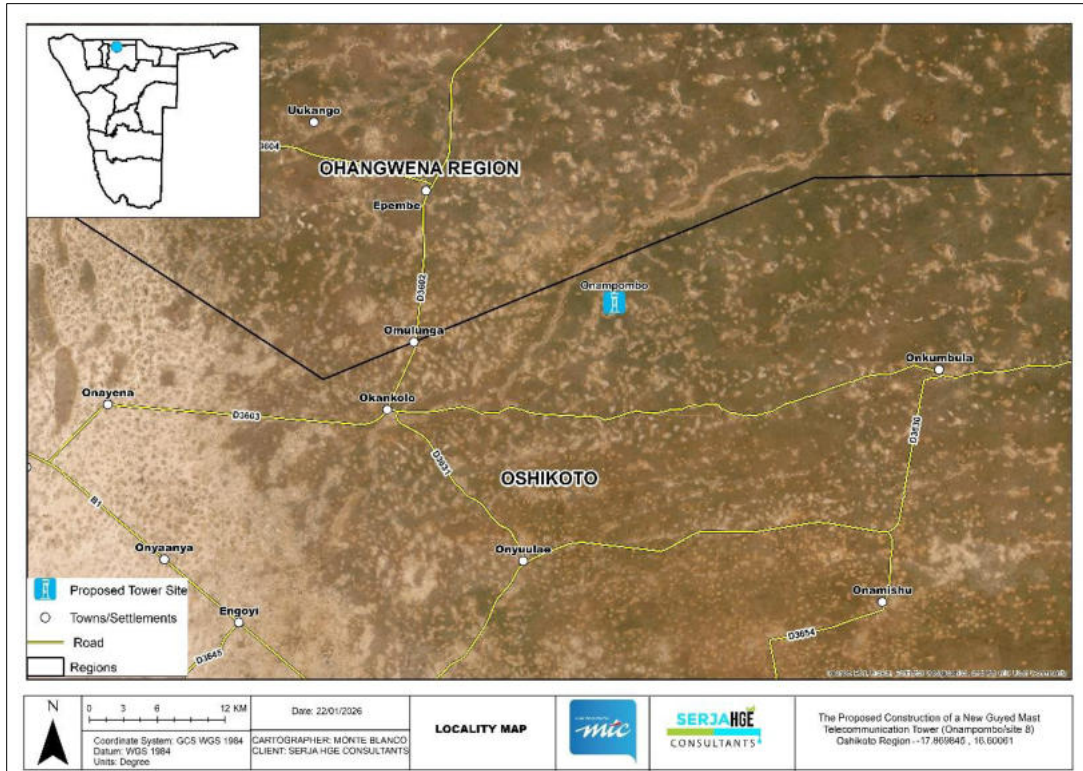 Uukango
OHANGWENA REGION
Epembe
D3602
Onampombo
Omulunga
Onkumbula
Onayena
Okankolo
D3603
D3630
D3631
OSHIKOTO
B1
Onyaanya
Onyuulae
Onamishu
Engoyi
D3654
D3645
Proposed Tower Site
Towns/Settlements
Road
Regions
N
0 3 6 12 KM
Coordinate System: GCS WGS 1984
Datum: WGS 1984
Units: Degree
Date: 22/01/2026
CARTOGRAPHER: MONTE BLANCO
CLIENT: SERJA HGE CONSULTANTS
LOCALITY MAP
mtc
SERJA HGE
CONSULTANTS
The Proposed Construction of a New Guyed Mast
Telecommunication Tower (Onampombo/site 8)
Oshikoto Region --17.869845 , 16.60061